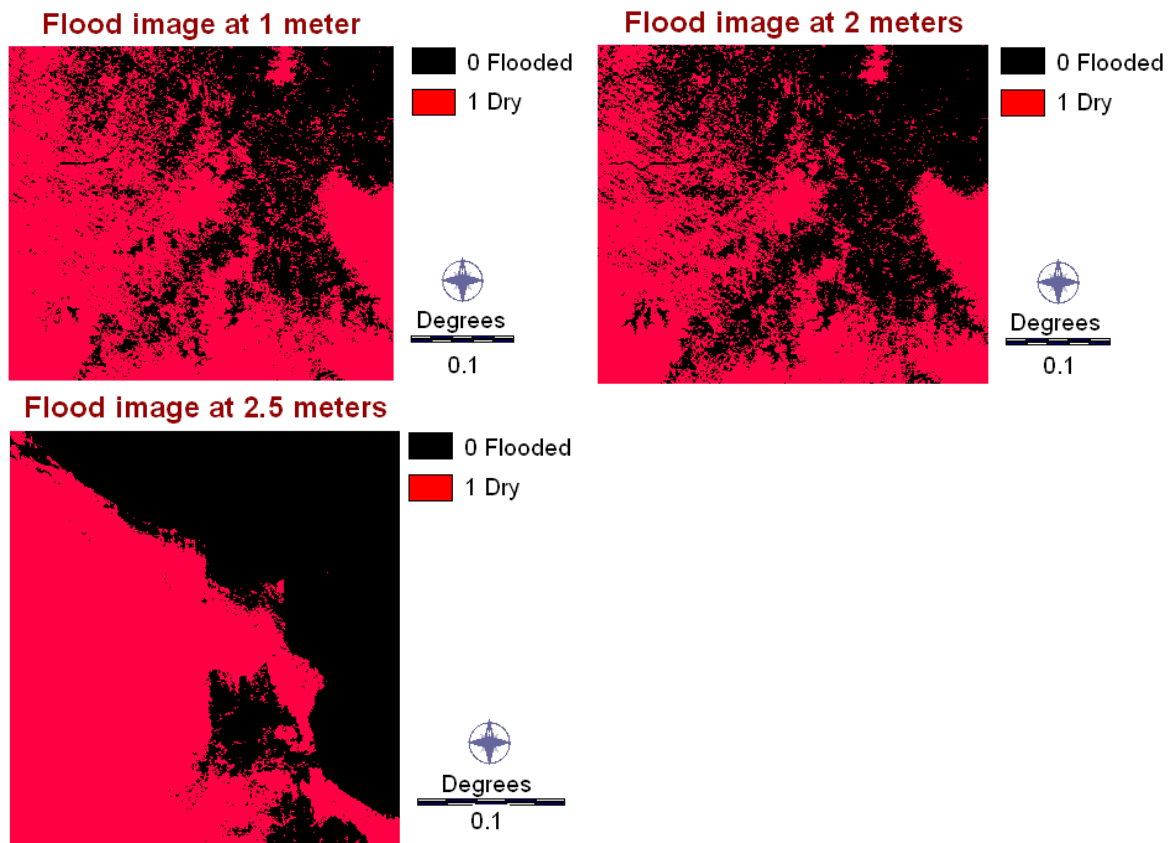 Flood image at 1 meter
0 Flooded
1 Dry
Degrees
0.1
Flood image at 2 meters
0 Flooded
1 Dry
Degrees
0.1
Flood image at 2.5 meters
0 Flooded
1 Dry
Degrees
0.1